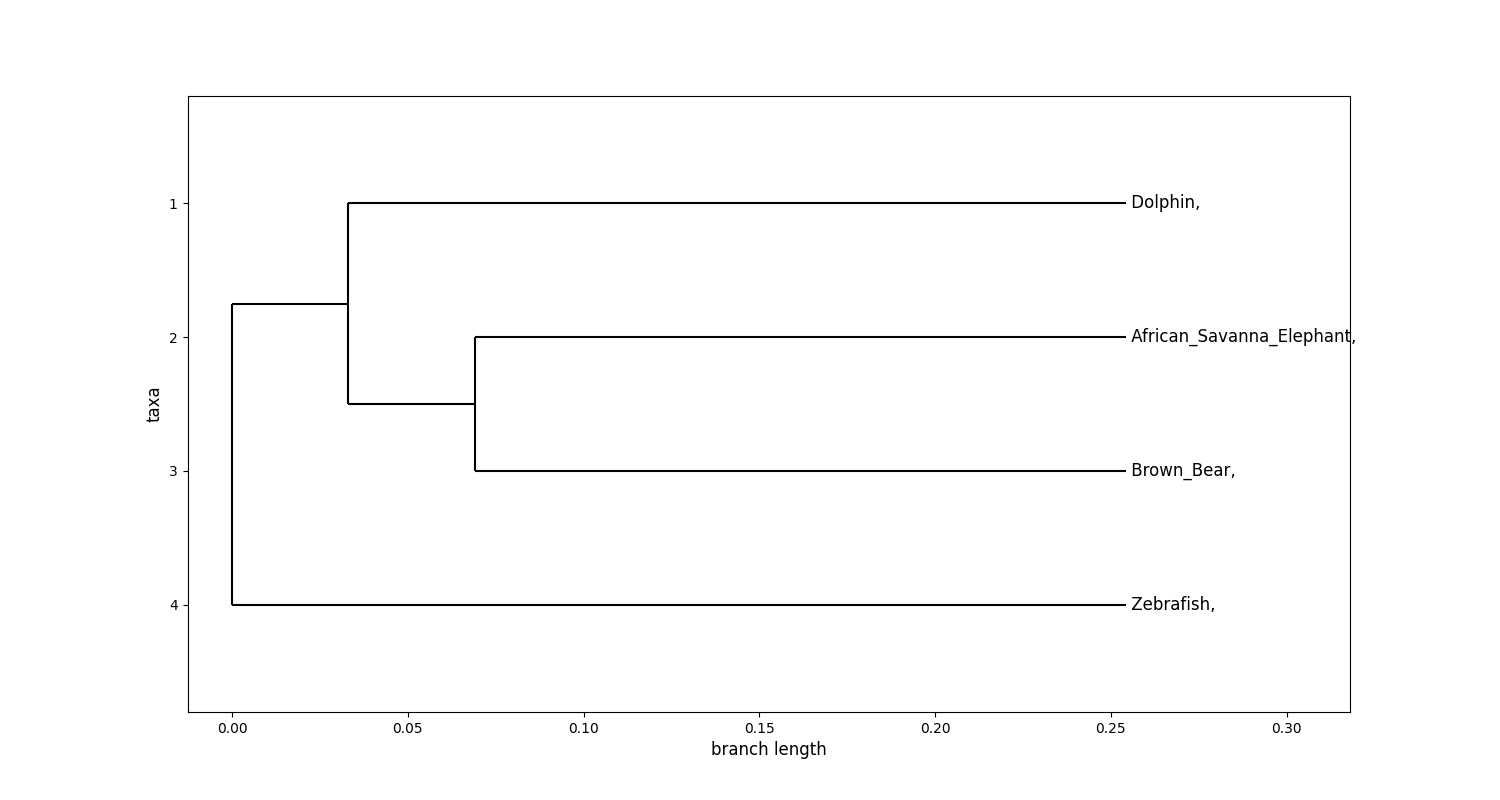 1
Dolphin,
2
African_Savanna_Elephant,
taxa
3
Brown_Bear,
4
Zebrafish,
0.00 0.05 0.10 0.15 0.20 0.25 0.30
branch length